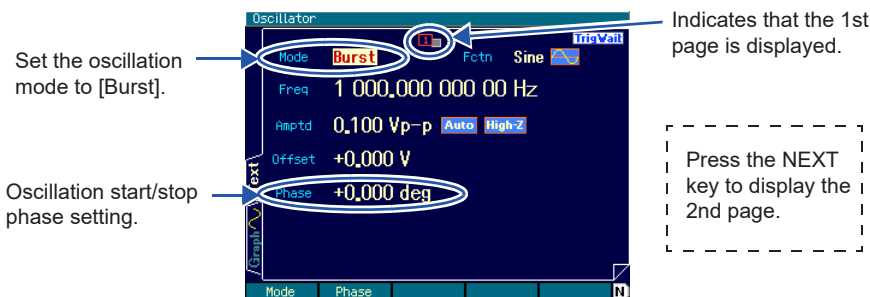 Oscillator
1
TrigWait
Mode Burst Fctn Sine
Freq 1 000.000 000 00 Hz
Amptd 0.100 Vp-p Auto High-Z
Offset +0.000 V
Phase +0.000 deg
Text
Graph
Mode Phase N
Set the oscillation
mode to [Burst].
Oscillation start/stop
phase setting.
Indicates that the 1st
page is displayed.
Press the NEXT
key to display the
2nd page.